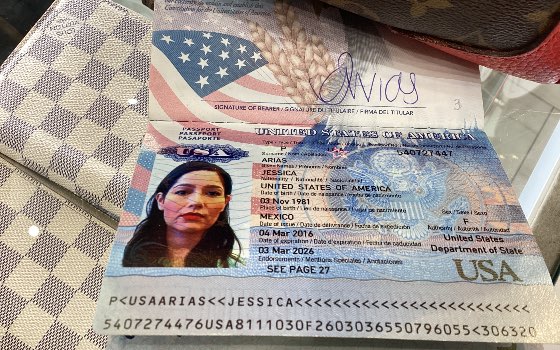 SIGNATURE OF BEARER / SIGNATURE DU TITULAIRE / FIRMA DEL TITULAR
3
PASSPORT
PASSEPORT
PASAPORTE
UNITED STATES OF AMERICA
USA
P
540727447
ARIAS
JESSICA
Nationality / Nationalité / Nacionalidad
UNITED STATES OF AMERICA
Date of birth / Date de naissance / Fecha de nacimiento
03 Nov 1981
Place of birth / Lieu de naissance / Lugar de nacimiento
Sex / Sexe / Sexo
MEXICO
Date of issue / Date de délivrance / Fecha de expedición
Authority / Autorité / Autoridad
04 Mar 2016
United States
Date of expiration / Date d'expiration / Fecha de caducidad
Department of State
03 Mar 2026
Endorsements / Mentions Spéciales / Anotaciones
SEE PAGE 27
USA
P<USAARIAS<<JESSICA<<<<<<<<<<<<<<<<<<<<<<<<<
5407274476USA8111030F2603036550796055<306320